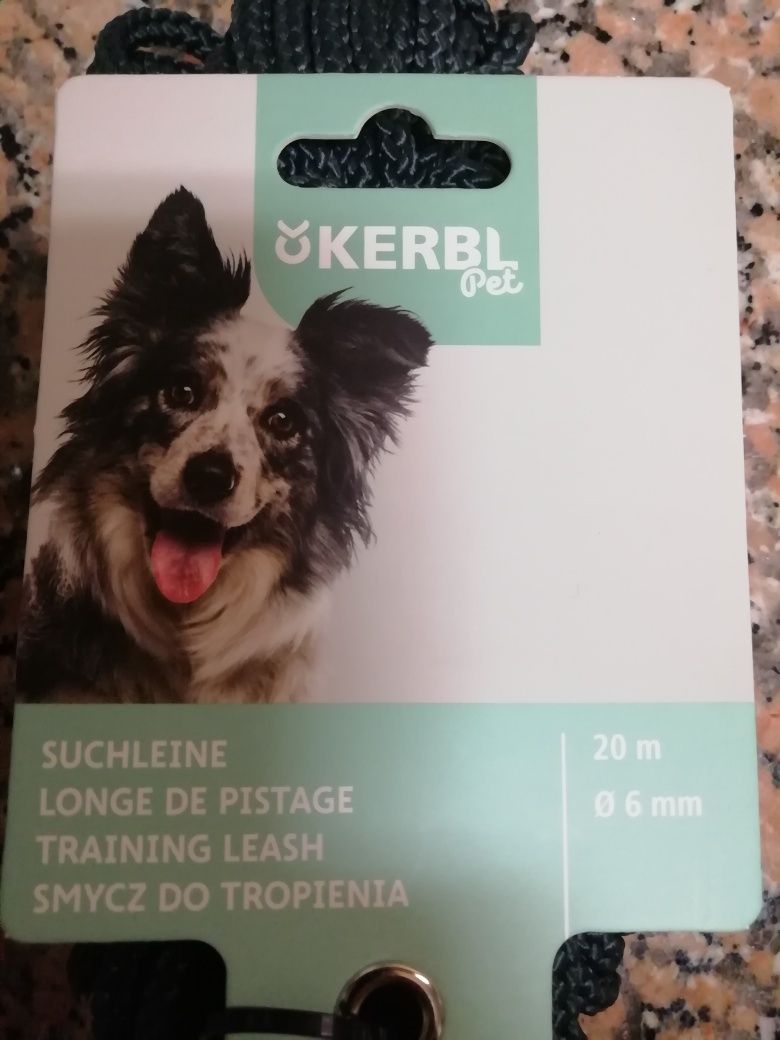 KERBL
Pet
SUCHLEINE
LONGE DE PISTAGE
TRAINING LEASH
SMYCZ DO TROPIENIA
20 m
Ø 6 mm